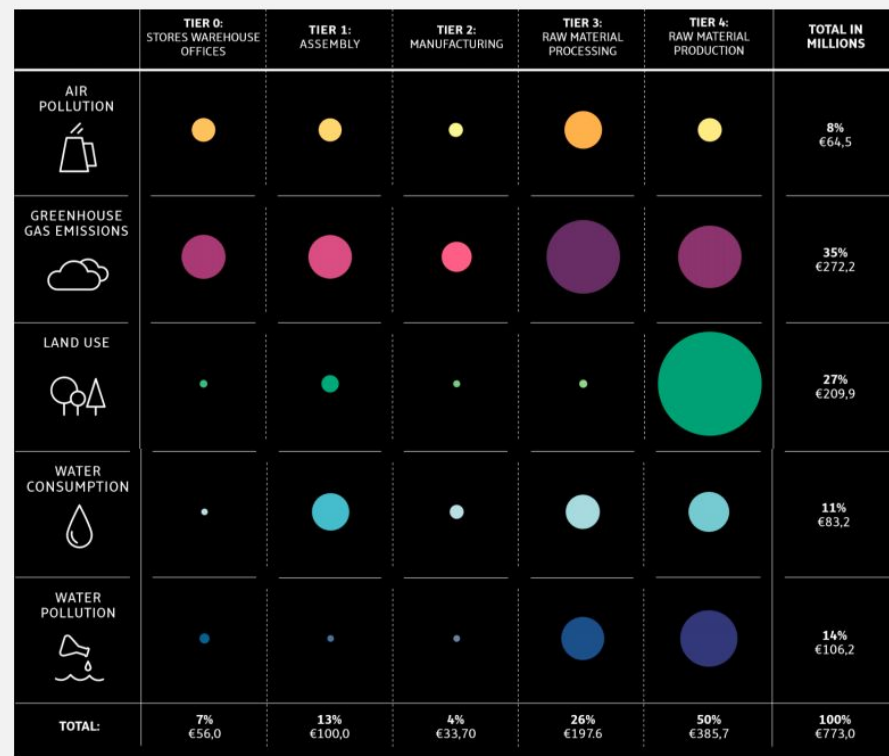 TIER 0:
STORES WAREHOUSE
OFFICES
TIER 1:
ASSEMBLY
TIER 2:
MANUFACTURING
TIER 3:
RAW MATERIAL
PROCESSING
TIER 4:
RAW MATERIAL
PRODUCTION
TOTAL IN
MILLIONS
AIR
POLLUTION
8%
€64,5
GREENHOUSE
GAS EMISSIONS
35%
€272,2
LAND USE
27%
€209,9
WATER
CONSUMPTION
11%
€83,2
WATER
POLLUTION
14%
€106,2
TOTAL:
7%
€56,0
13%
€100,0
4%
€33,70
26%
€197.6
50%
€385,7
100%
€773,0